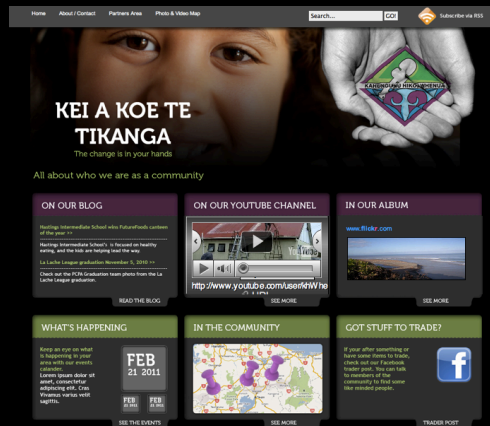 Home About / Contact Partners Area Photo & Video Map
Search... GO! Subscribe via RSS
KEI A KOE TE
TIKANGA
The change is in your hands
All about who we are as a community
ON OUR BLOG
Hastings Intermediate School wins FutureFoods canteen
of the year >>
Hastings Intermediate School's is focused on healthy
eating, and the kids are helping lead the way.
La Lache League graduation November 5, 2010 >>
Check out the PCPA Graduation team photo from the La
Lache League graduation.
READ THE BLOG
ON OUR YOUTUBE CHANNEL
YouTube
http://www.youtube.com/user/khWhe
SEE MORE
IN OUR ALBUM
www.flickr.com
SEE MORE
WHAT'S HAPPENING
Keep an eye on what
is happening in your
area with our events
calander.
Lorem ipsum dolor sit
amet, consectetur
adipiscing elit. Cras
Vivamus varius velit
sagittis.
FEB
21 2011
FEB FEB
SEE THE EVENTS
IN THE COMMUNITY
SEE MORE
GOT STUFF TO TRADE?
If your after something or
have some items to trade,
check out our Facebook
trader post. You can talk
to members of the
community to find some
like minded people.
TRADER POST